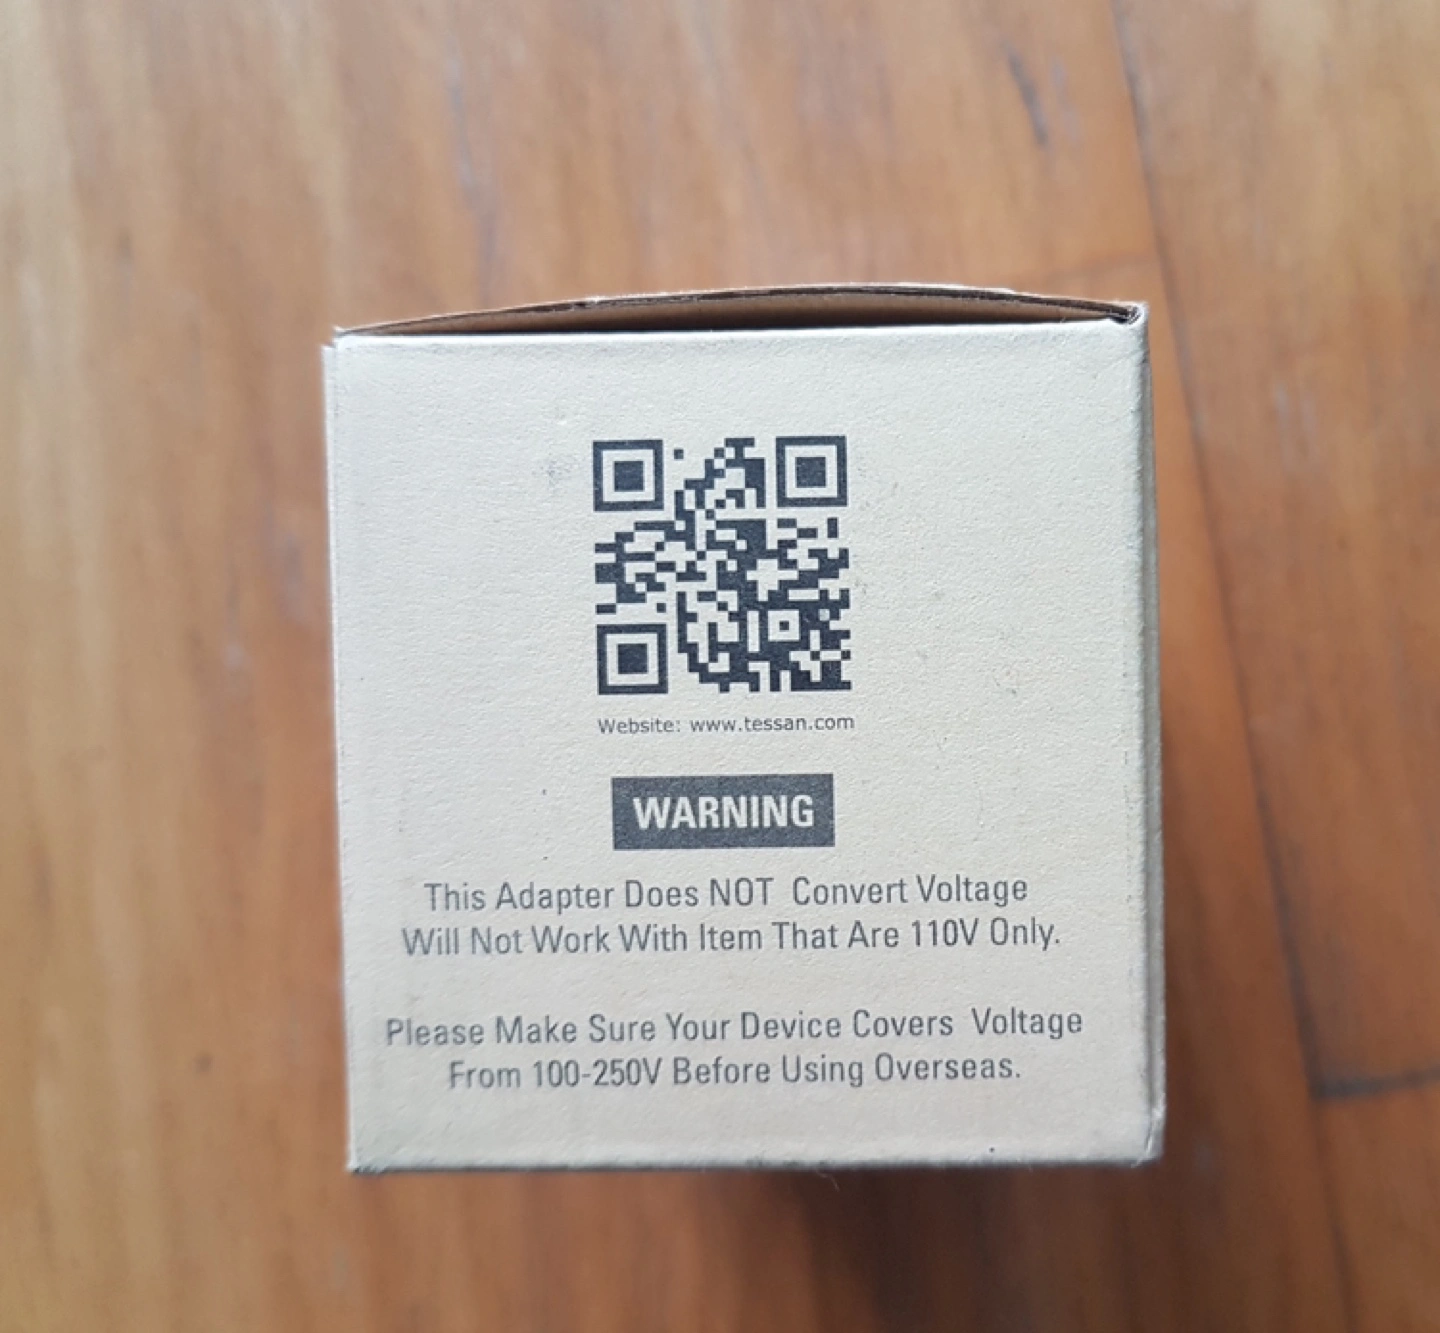 Website: www.tessan.com
WARNING
This Adapter Does NOT Convert Voltage
Will Not Work With Item That Are 110V Only.
Please Make Sure Your Device Covers Voltage
From 100-250V Before Using Overseas.